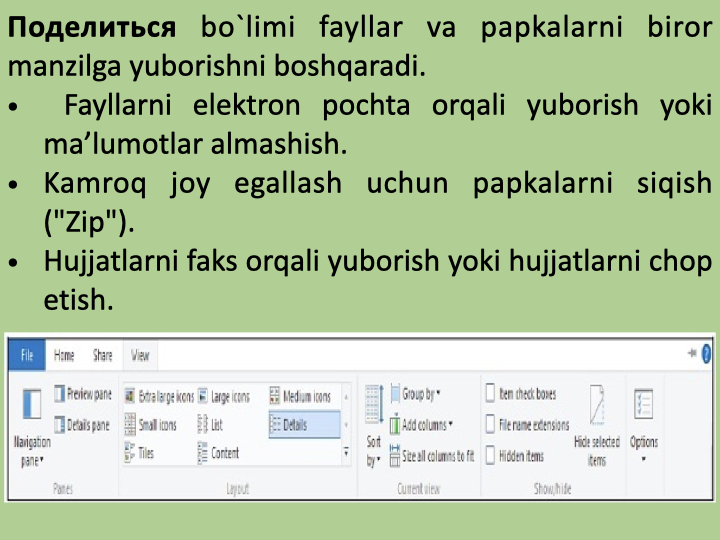 Поделиться bo`limi fayllar va papkalarni biror
manzilga yuborishni boshqaradi.
• Fayllarni elektron pochta orqali yuborish yoki
ma’lumotlar almashish.
• Kamroq joy egallash uchun papkalarni siqish
("Zip").
• Hujjatlarni faks orqali yuborish yoki hujjatlarni chop
etish.
File Home Share View
Navigation pane
Preview pane
Details pane
Panes
Extra large icons Large icons Medium icons
Small icons List Details
Tiles Content
Layout
Sort by
Group by
Add columns
Size all columns to fit
Current view
Item check boxes
File name extensions
Hidden items
Hide selected items
Show/hide
Options